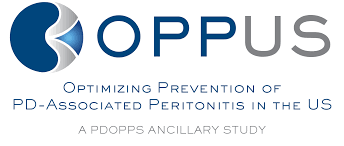 OPPUS
OPTIMIZING PREVENTION OF
PD-ASSOCIATED PERITONITIS IN THE US
A PDOPPS ANCILLARY STUDY